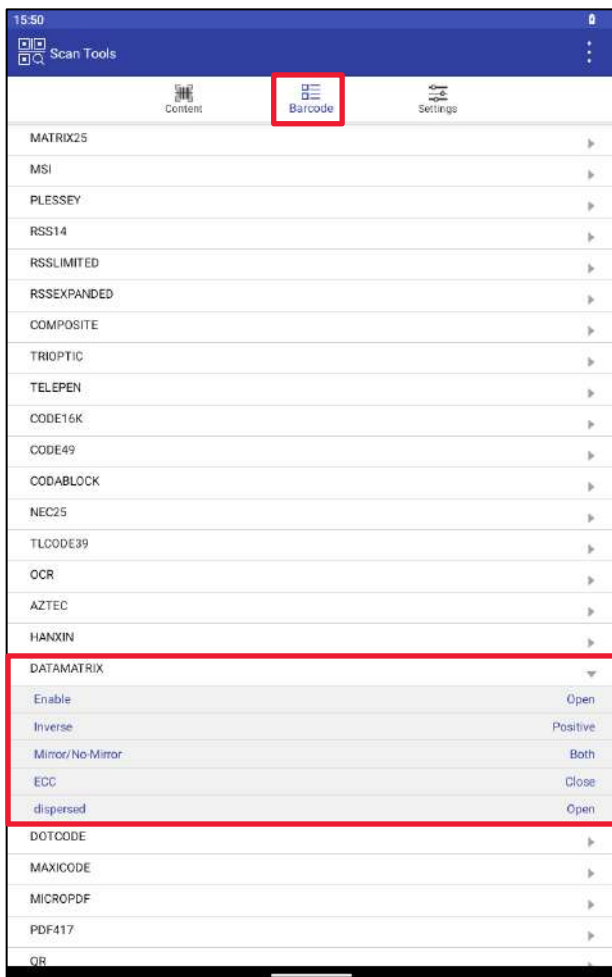 15:50
Scan Tools
Content Barcode Settings
MATRIX25
MSI
PLESSEY
RSS14
RSSLIMITED
RSSEXPANDED
COMPOSITE
TRIOPTIC
TELEPEN
CODE16K
CODE49
CODABLOCK
NEC25
TLCODE39
OCR
AZTEC
HANXIN
DATAMATRIX
Enable Open
Inverse Positive
Mirror/No-Mirror Both
ECC Close
dispersed Open
DOTCODE
MAXICODE
MICROPDF
PDF417
QR